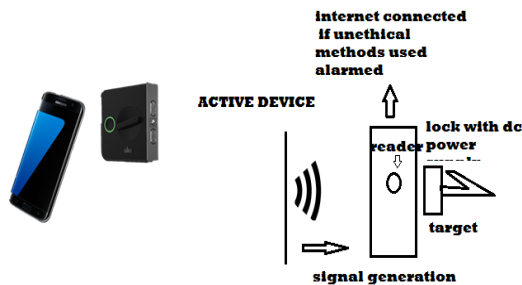 internet connected
if unethical
methods used
alarmed
ACTIVE DEVICE
lock with dc
power
reader
target
signal generation